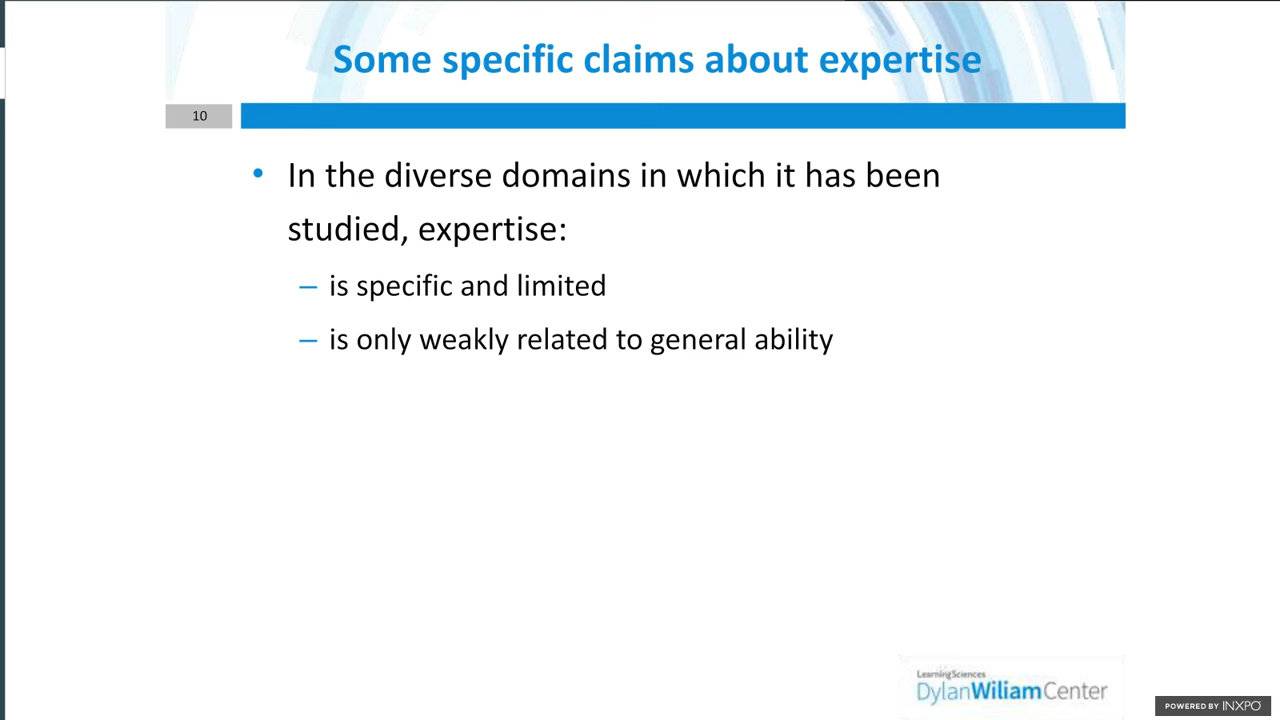 Some specific claims about expertise
10
• In the diverse domains in which it has been
studied, expertise:
– is specific and limited
– is only weakly related to general ability
LearningSciences
DylanWiliamCenter
POWERED BY INXPO